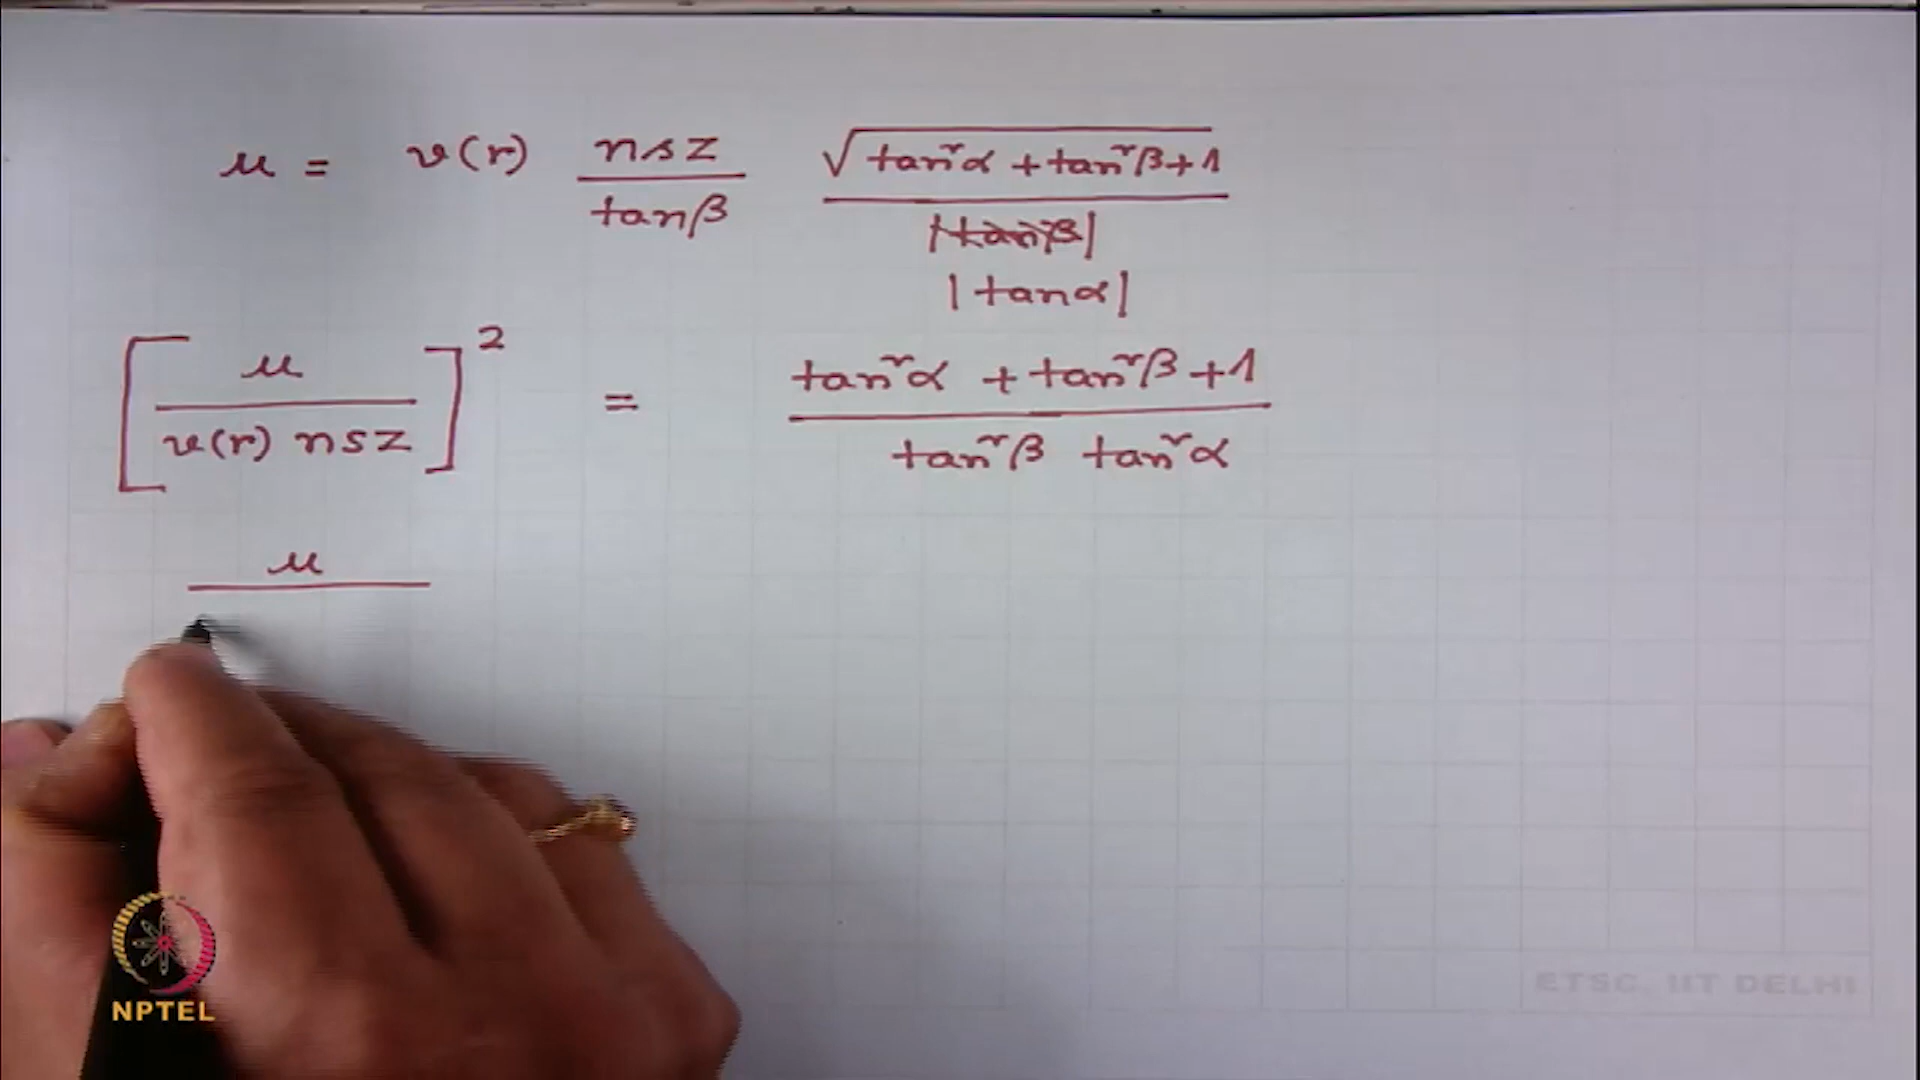 u = v(r) nsz / tanβ √tan²α + tan²β + 1 / |tanβ|
|tanα|
[u / v(r) nsz]² = tan²α + tan²β + 1 / tan²β tan²α
u
NPTEL
ETSC, IIT DELHI